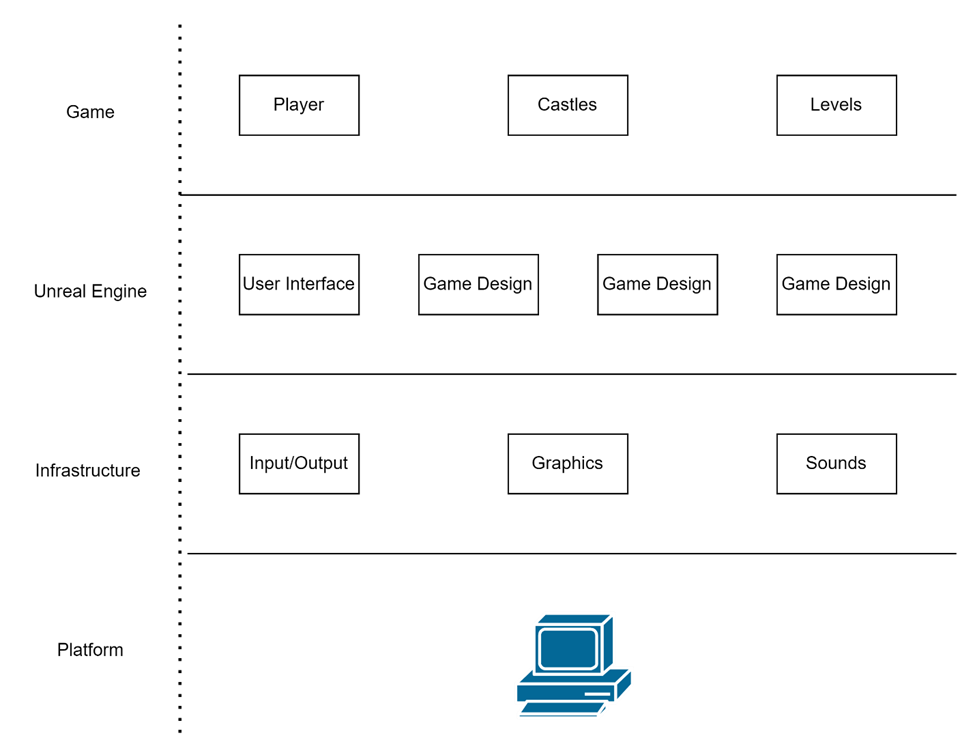 Game
Player
Castles
Levels
Unreal Engine
User Interface
Game Design
Game Design
Game Design
Infrastructure
Input/Output
Graphics
Sounds
Platform